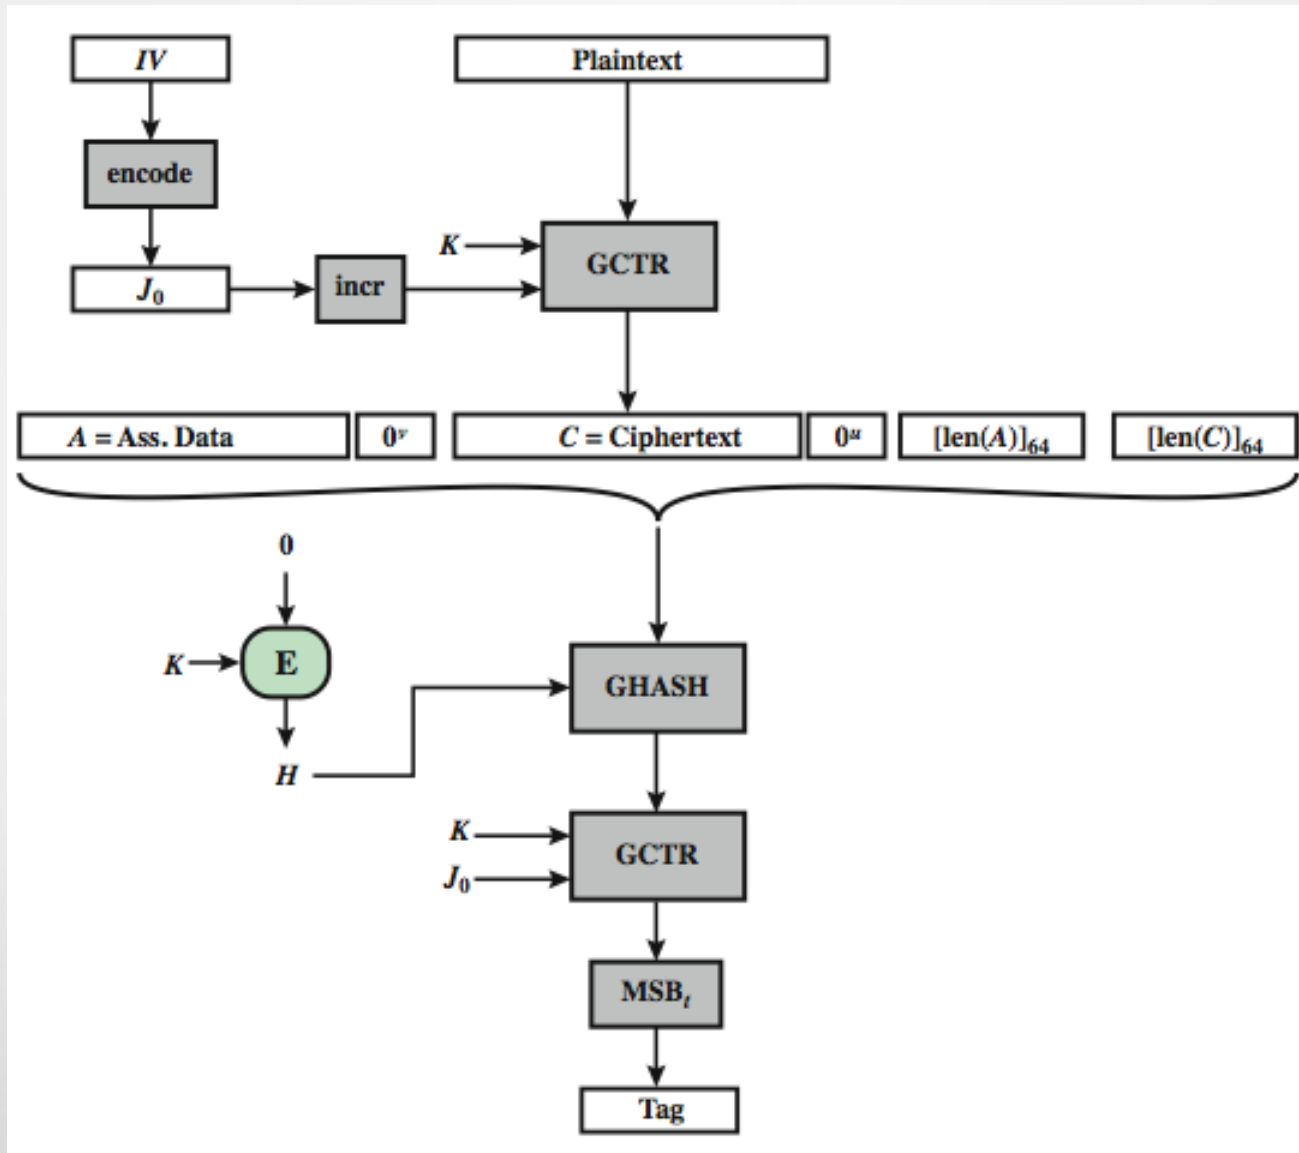 IV
Plaintext
encode
K
GCTR
J₀
incr
A = Ass. Data
0ᵛ
C = Ciphertext
0ᵘ
[len(A)]₆₄
[len(C)]₆₄
0
K
E
GHASH
H
K
GCTR
J₀
MSBₜ
Tag